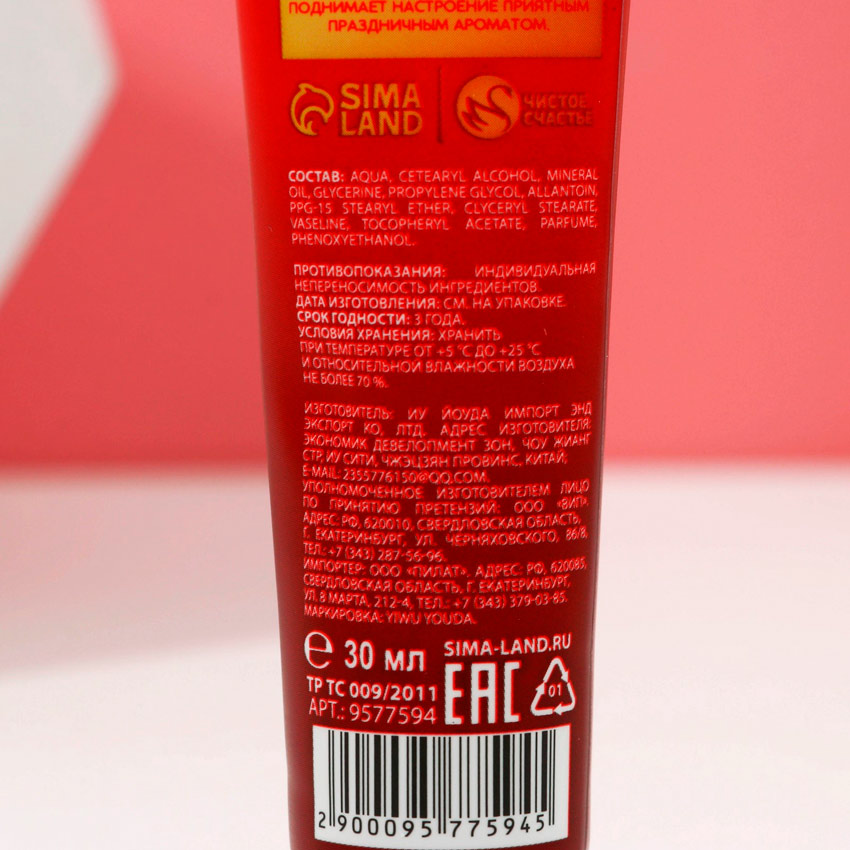 ПОДНИМАЕТ НАСТРОЕНИЕ ПРИЯТНЫМ
ПРАЗДНИЧНЫМ АРОМАТОМ.
SIMA
LAND
ЧИСТОЕ
СЧАСТЬЕ
СОСТАВ: AQUA, CETEARYL ALCOHOL, MINERAL
OIL, GLYCERINE, PROPYLENE GLYCOL, ALLANTOIN,
PPG-15 STEARYL ETHER, GLYCERYL STEARATE,
VASELINE, TOCOPHERYL ACETATE, PARFUME,
PHENOXYETHANOL.
ПРОТИВОПОКАЗАНИЯ: ИНДИВИДУАЛЬНАЯ
НЕПЕРЕНОСИМОСТЬ ИНГРЕДИЕНТОВ.
ДАТА ИЗГОТОВЛЕНИЯ: СМ. НА УПАКОВКЕ.
СРОК ГОДНОСТИ: 3 ГОДА.
УСЛОВИЯ ХРАНЕНИЯ: ХРАНИТЬ
ПРИ ТЕМПЕРАТУРЕ ОТ +5 °С ДО +25 °С
И ОТНОСИТЕЛЬНОЙ ВЛАЖНОСТИ ВОЗДУХА
НЕ БОЛЕЕ 70 %.
ИЗГОТОВИТЕЛЬ: ИУ ЙОУДА ИМПОРТ ЭНД
ЭКСПОРТ КО, ЛТД. АДРЕС ИЗГОТОВИТЕЛЯ:
ЭКОНОМИК ДЕВЕЛОПМЕНТ ЗОН, ЧОУ ЖИАНГ
СТР, ИУ СИТИ, ЧЖЭЦЗЯН ПРОВИНС, КИТАЙ;
E-MAIL: 2355776150@QQ.COM.
УПОЛНОМОЧЕННОЕ ИЗГОТОВИТЕЛЕМ ЛИЦО
ПО ПРИНЯТИЮ ПРЕТЕНЗИЙ: ООО «ВИП».
АДРЕС: РФ, 620010, СВЕРДЛОВСКАЯ ОБЛАСТЬ,
Г. ЕКАТЕРИНБУРГ, УЛ. ЧЕРНЯХОВСКОГО, 86/8,
ТЕЛ.: +7 (343) 287-56-96.
ИМПОРТЕР: ООО «ПИЛАТ», АДРЕС: РФ, 620085,
СВЕРДЛОВСКАЯ ОБЛАСТЬ, Г. ЕКАТЕРИНБУРГ,
УЛ. 8 МАРТА, 212-4, ТЕЛ.: +7 (343) 379-03-85.
МАРКИРОВКА: YIWU YOUDA.
℮ 30 МЛ
SIMA-LAND.RU
ТР ТС 009/2011
EAC
01
АРТ.: 9577594
2 900095 775945